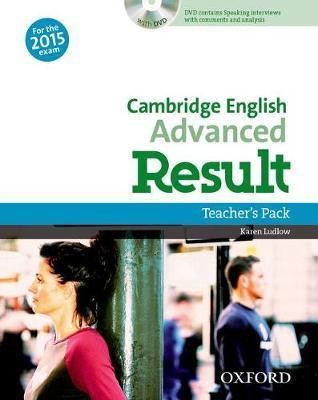 For the
2015
exam
with DVD
DVD contains Speaking interviews
with comments and analysis
Cambridge English
Advanced
Result
Teacher's Pack
Karen Ludlow
OXFORD